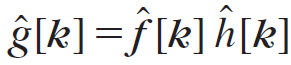 ĝ[k] = f̂[k] ĥ[k]